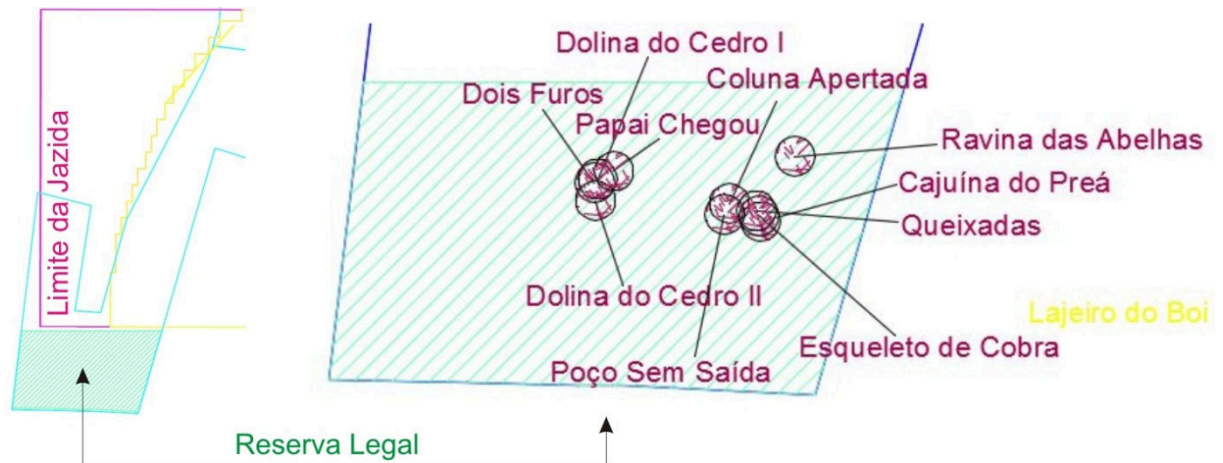 Limite da Jazida
Dolina do Cedro I
Coluna Apertada
Dois Furos
Papai Chegou
Ravina das Abelhas
Cajuína do Preá
Queixadas
Dolina do Cedro II
Lajeiro do Boi
Esqueleto de Cobra
Poço Sem Saída
Reserva Legal